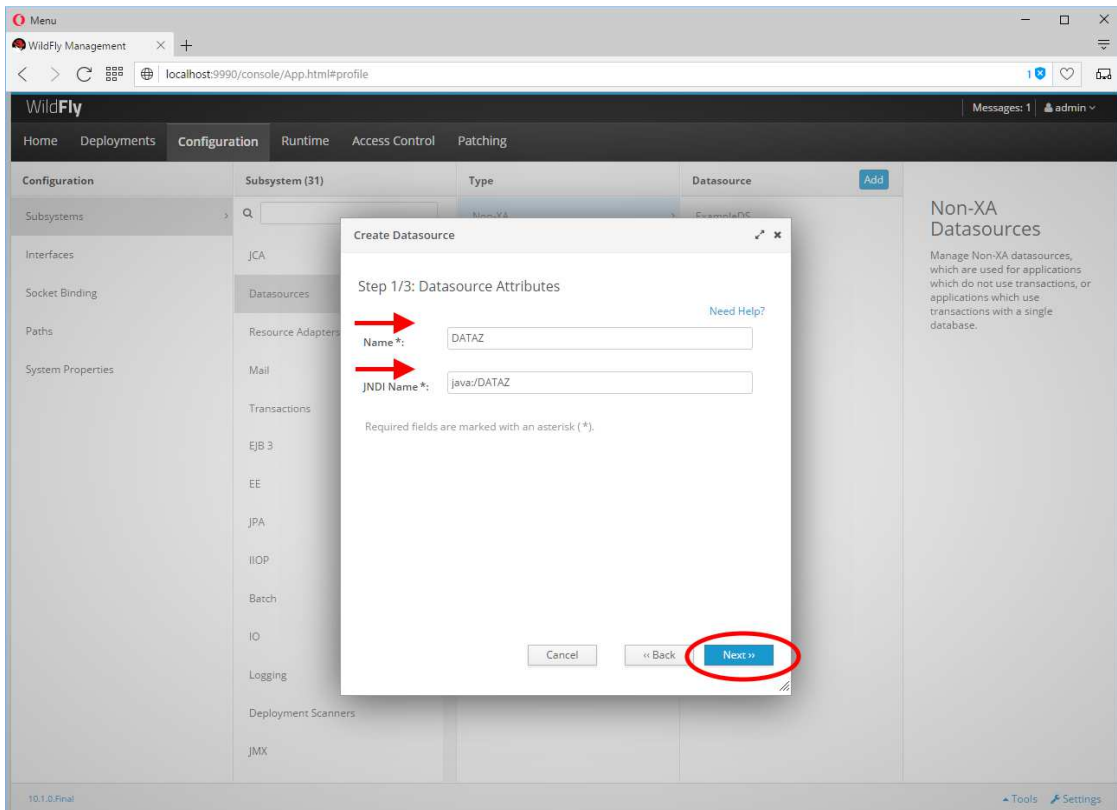 Menu
WildFly Management
localhost:9990/console/App.html#profile
1
WildFly
Messages: 1
admin
Home
Deployments
Configuration
Runtime
Access Control
Patching
Configuration
Subsystem (31)
Type
Datasource
Add
Subsystems
Interfaces
Socket Binding
Paths
System Properties
JCA
Datasources
Resource Adapters
Mail
Transactions
EJB 3
EE
JPA
IIOP
Batch
IO
Logging
Deployment Scanners
JMX
Non-XA
ExampleDS
Create Datasource
Step 1/3: Datasource Attributes
Need Help?
Name *:
DATAZ
JNDI Name *:
java:/DATAZ
Required fields are marked with an asterisk (*).
Cancel
‹‹ Back
Next ››
Non-XA
Datasources
Manage Non-XA datasources,
which are used for applications
which do not use transactions, or
applications which use
transactions with a single
database.
10.1.0.Final
Tools
Settings